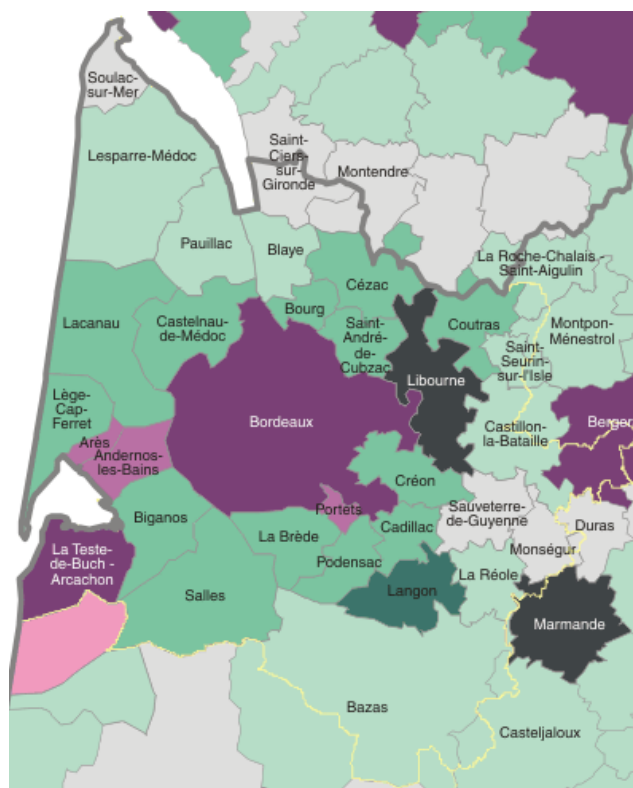 Soulac-
sur-Mer
Lesparre-Médoc
Saint-
Ciers-
sur-
Gironde
Montendre
Pauillac
Blaye
La Roche-Chalais -
Saint-Aigulin
Cézac
Lacanau
Castelnau-
de-Médoc
Bourg
Saint-
André-
de-
Cubzac
Coutras
Montpon-
Ménestrol
Saint-
Seurin-
sur-l'Isle
Libourne
Lège-
Cap-
Ferret
Bordeaux
Castillon-
la-Bataille
Berger
Arès
Andernos-
les-Bains
Créon
Portets
Sauveterre-
de-Guyenne
Biganos
La Brède
Cadillac
Duras
Monségur
La Teste-
de-Buch -
Arcachon
Podensac
La Réole
Salles
Langon
Marmande
Bazas
Casteljaloux